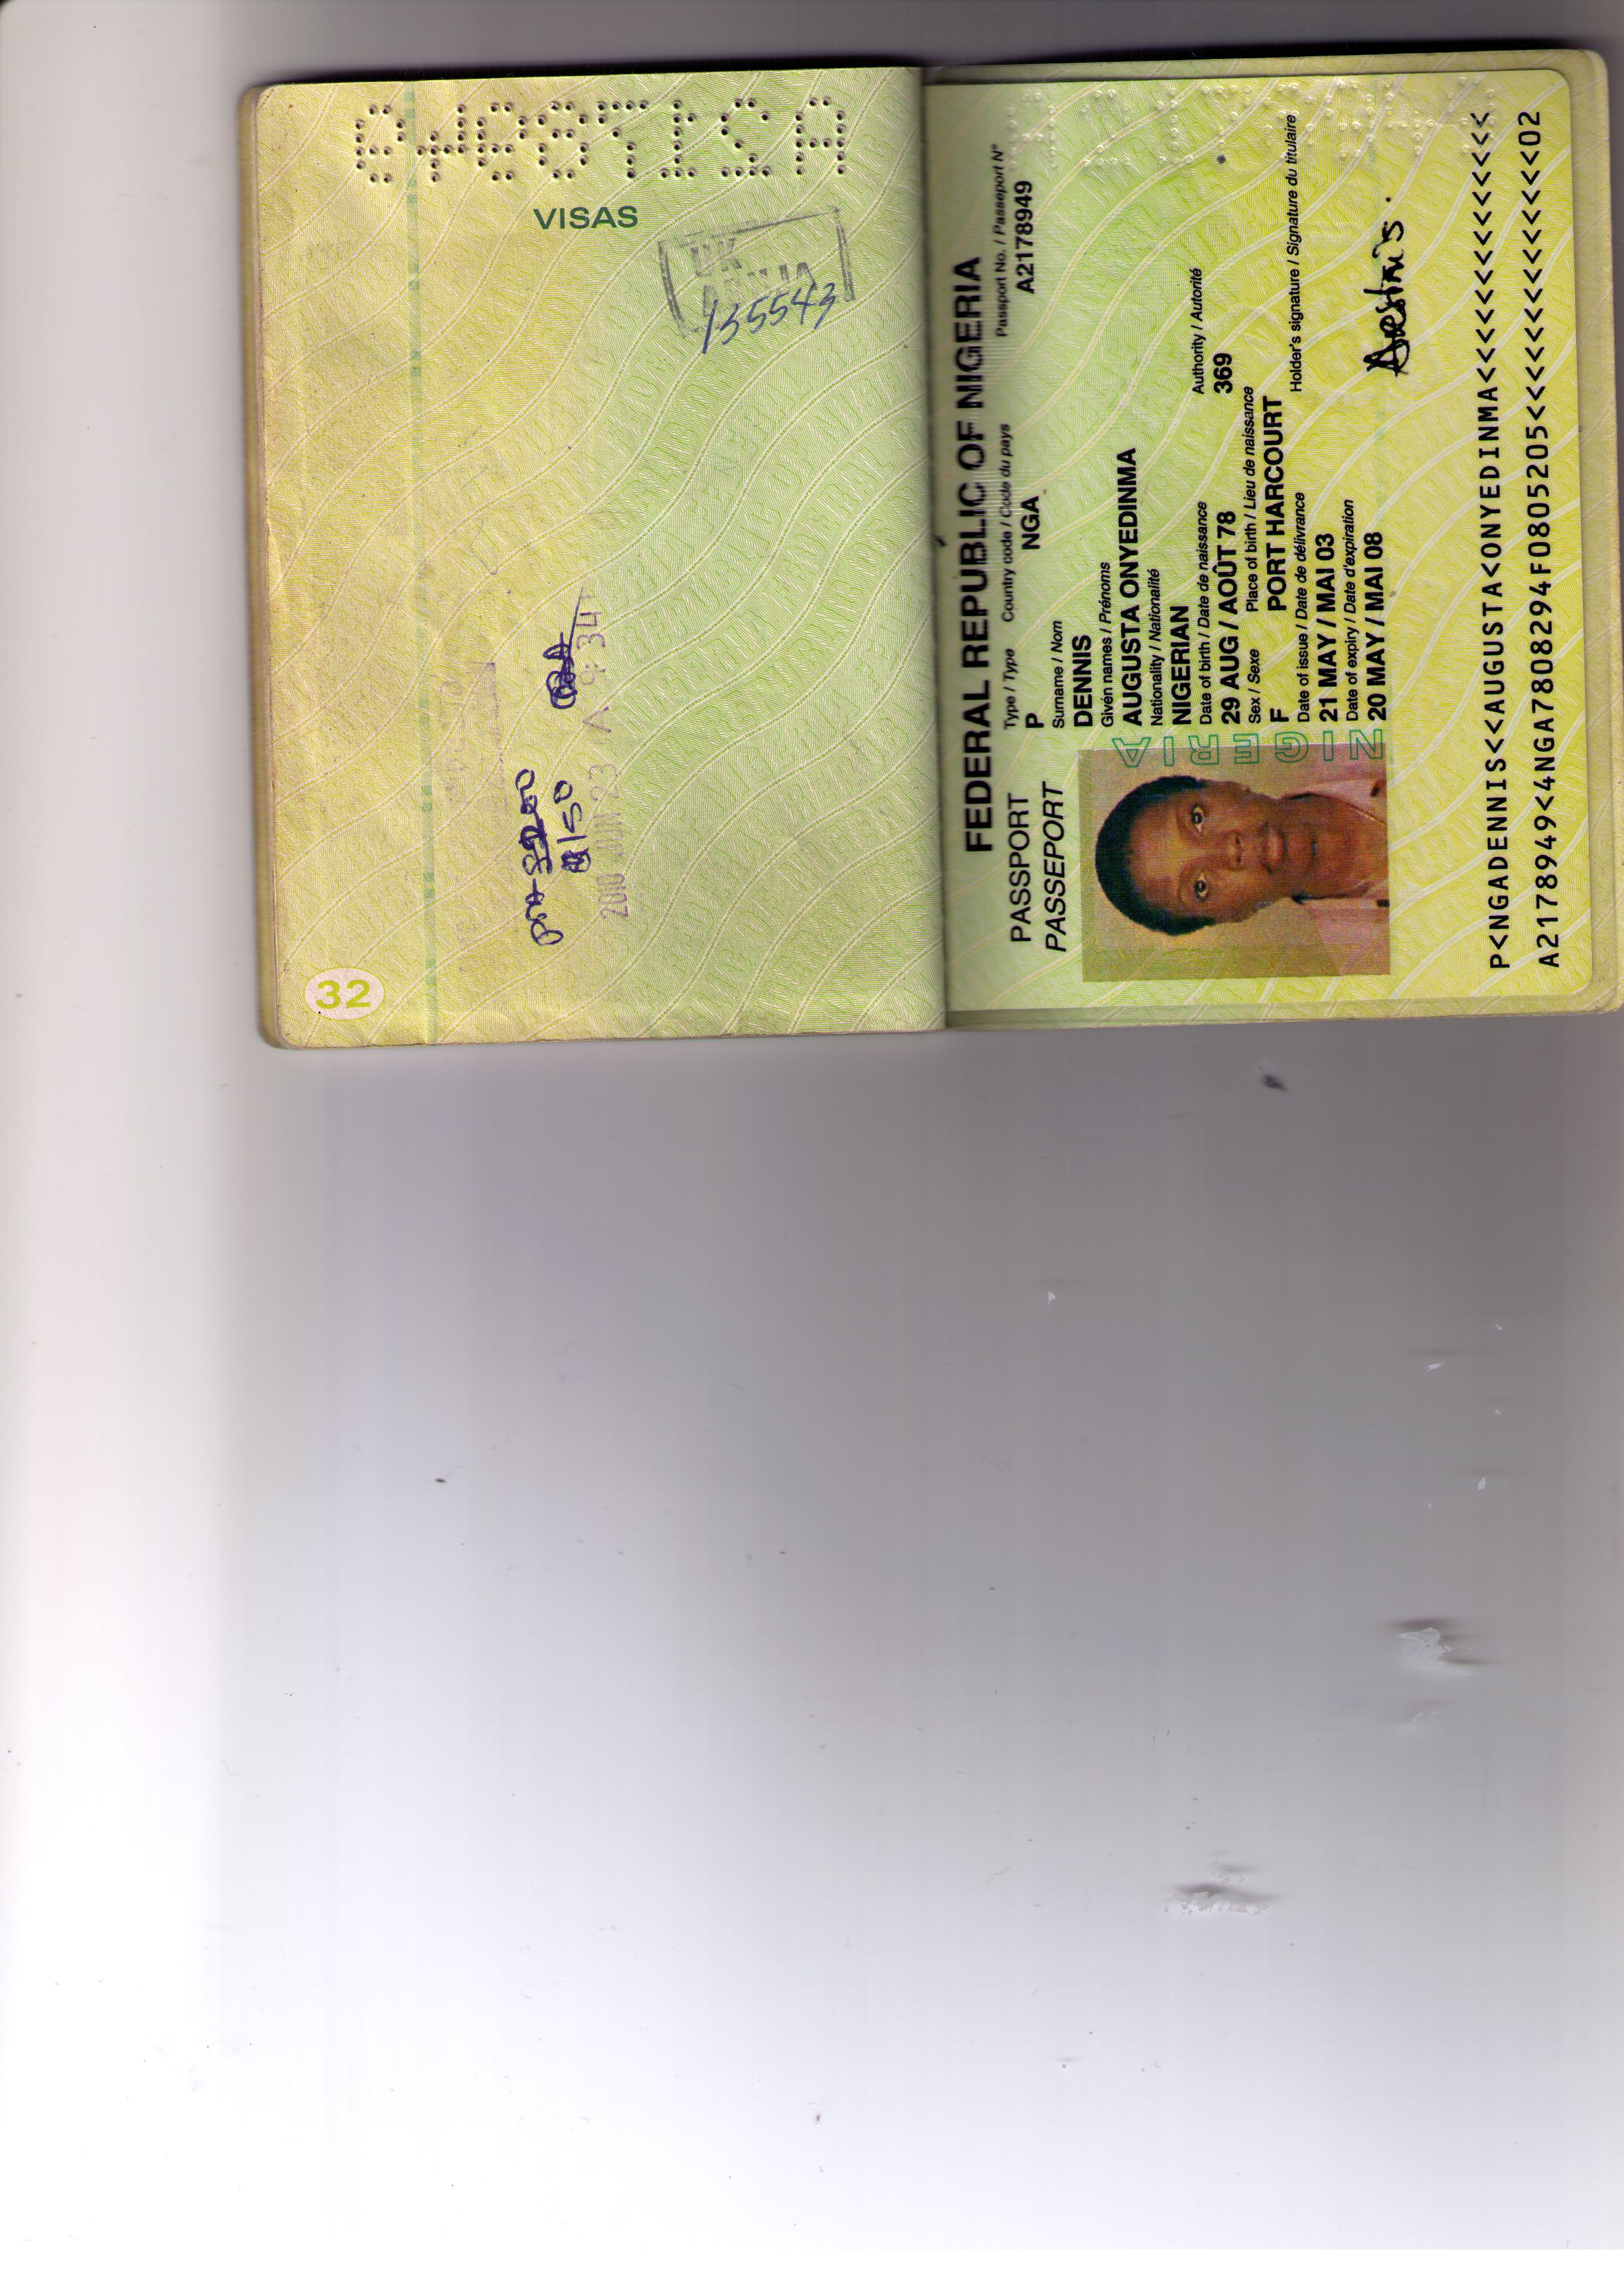 VISAS
UK
135543
8/50
2010 JUN 23 A 9:34
32
FEDERAL REPUBLIC OF NIGERIA
PASSPORT
PASSEPORT
Type / Type Country code / Code du pays Passport No. / Passeport N°
P NGA A2178949
Surname / Nom
DENNIS
Given names / Prénoms
AUGUSTA ONYEDINMA
Nationality / Nationalité
NIGERIAN
Date of birth / Date de naissance Authority / Autorité
29 AUG / AOÛT 78 369
Sex / Sexe Place of birth / Lieu de naissance
F PORT HARCOURT
Date of issue / Date de délivrance Holder's signature / Signature du titulaire
21 MAY / MAI 03
Date of expiry / Date d'expiration
20 MAY / MAI 08
NIGERIA
P<NGADENNIS<<AUGUSTA<ONYEDINMA<<<<<<<<<<<<<<
A2178949<4NGA7808294F0805205<<<<<<<<<<<<<<02